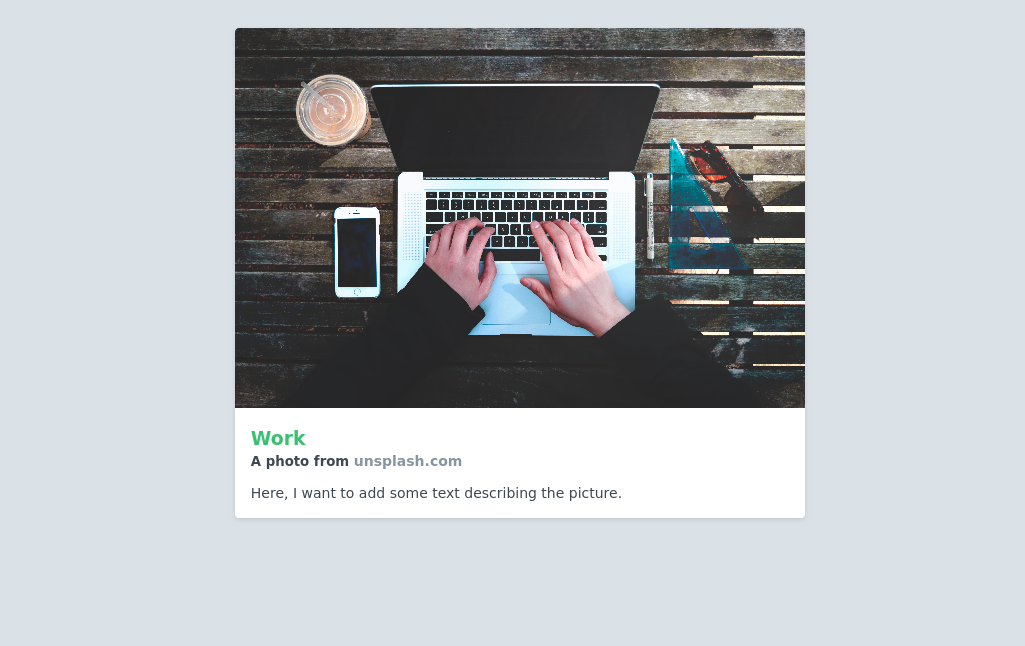 Work
A photo from unsplash.com
Here, I want to add some text describing the picture.